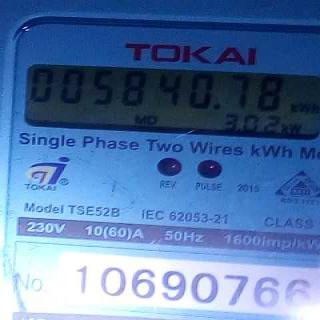 TOKAI
005840.78 kWh
MD 3.02 kW
Single Phase Two Wires kWh M
TOKAI REV PULSE 2015
Model TSE52B IEC 62053-21 CLASS
230V 10(60)A 50Hz 1600imp/kW
No 10690766